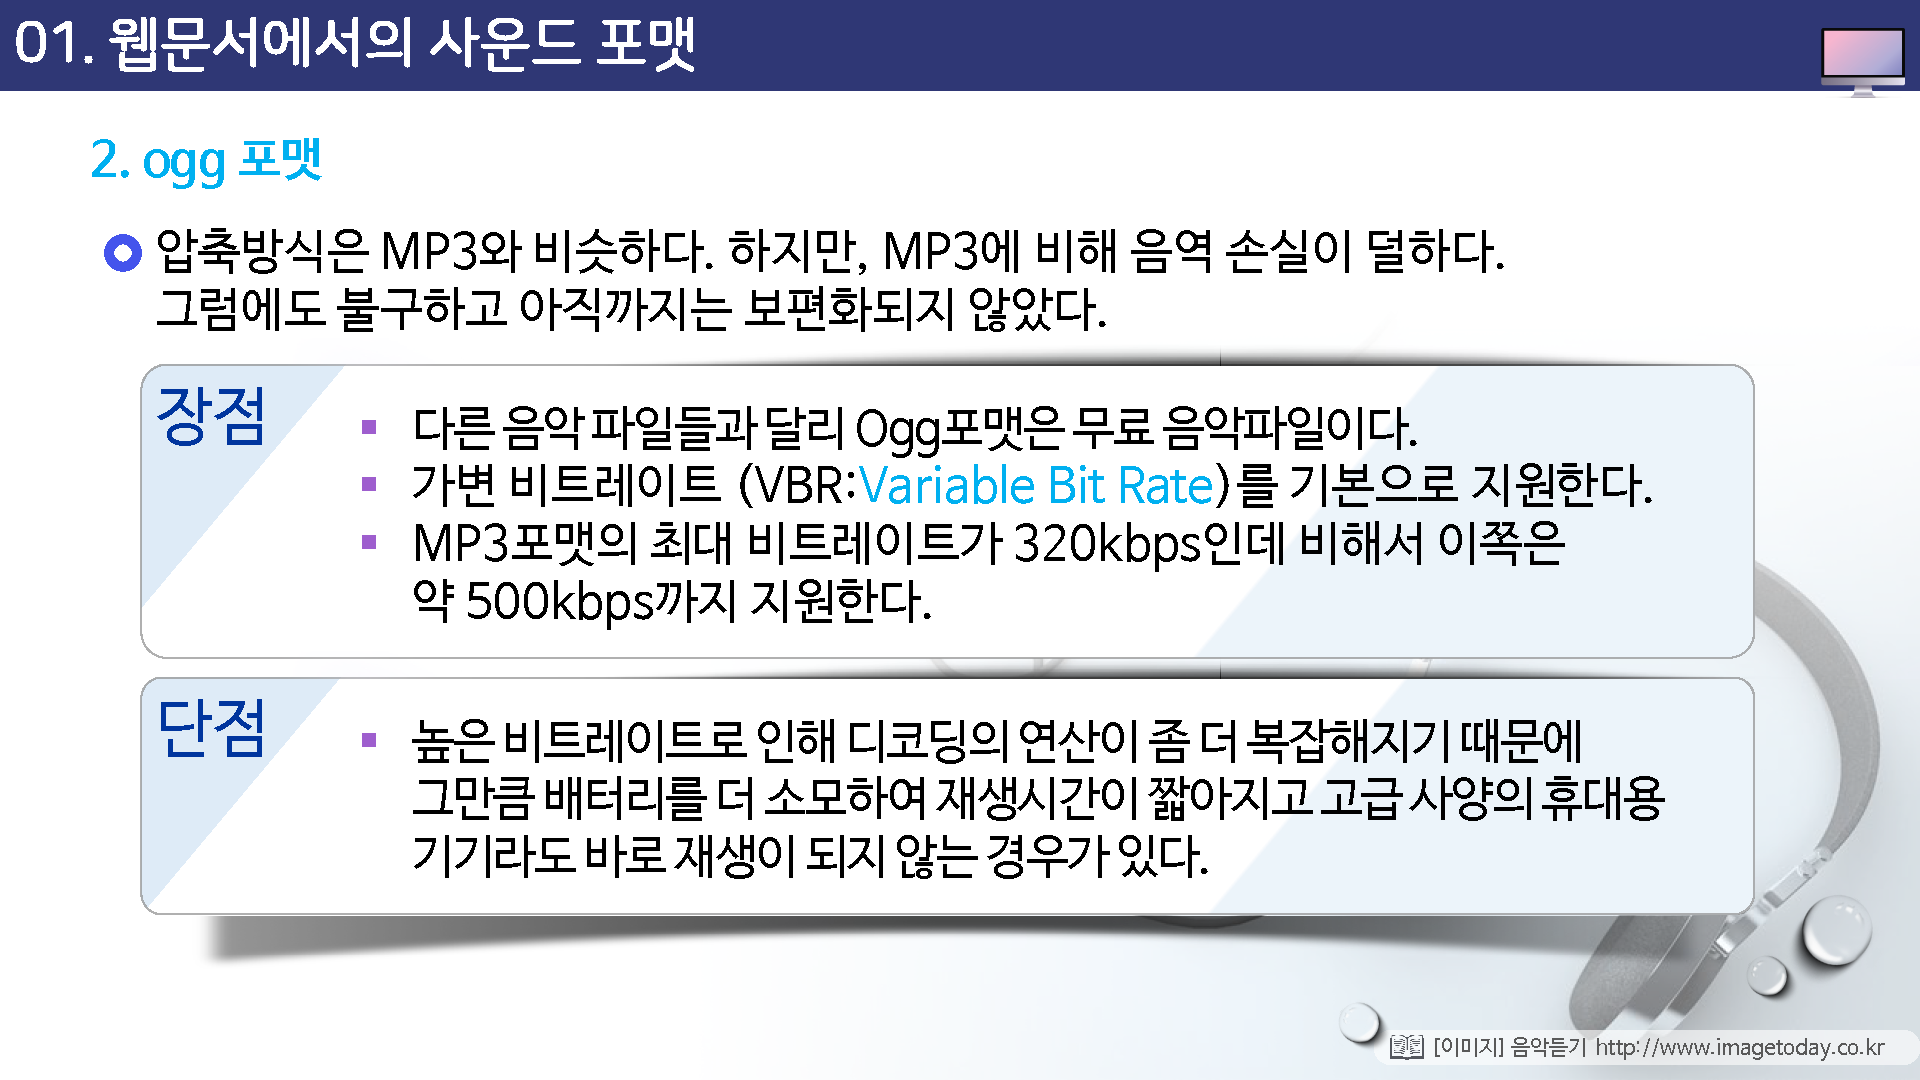 01. 웹문서에서의 사운드 포맷
2. ogg 포맷
압축방식은 MP3와 비슷하다. 하지만, MP3에 비해 음역 손실이 덜하다.
그럼에도 불구하고 아직까지는 보편화되지 않았다.
장점
▪ 다른 음악 파일들과 달리 Ogg포맷은 무료 음악파일이다.
▪ 가변 비트레이트 (VBR:Variable Bit Rate)를 기본으로 지원한다.
▪ MP3포맷의 최대 비트레이트가 320kbps인데 비해서 이쪽은
약 500kbps까지 지원한다.
단점
▪ 높은 비트레이트로 인해 디코딩의 연산이 좀 더 복잡해지기 때문에
그만큼 배터리를 더 소모하여 재생시간이 짧아지고 고급 사양의 휴대용
기기라도 바로 재생이 되지 않는 경우가 있다.
[이미지] 음악듣기 http://www.imagetoday.co.kr